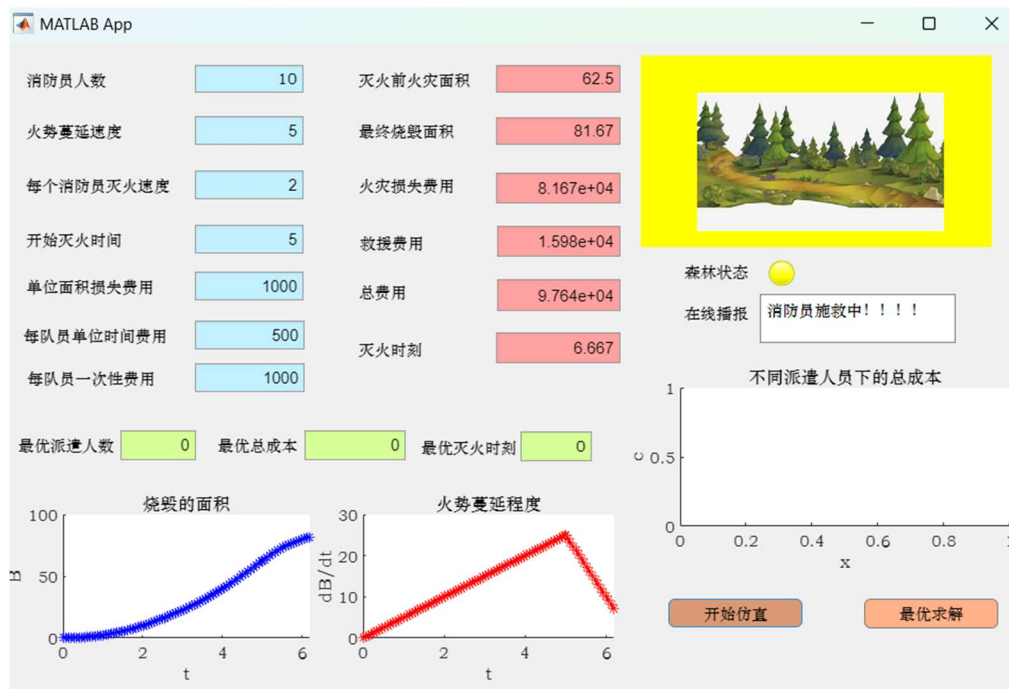 MATLAB App
消防员人数 10
火势蔓延速度 5
每个消防员灭火速度 2
开始灭火时间 5
单位面积损失费用 1000
每队员单位时间费用 500
每队员一次性费用 1000
灭火前火灾面积 62.5
最终烧毁面积 81.67
火灾损失费用 8.167e+04
救援费用 1.598e+04
总费用 9.764e+04
灭火时刻 6.667
森林状态
在线播报 消防员施救中！！！！
最优派遣人数 0 最优总成本 0 最优灭火时刻 0
烧毁的面积
100
50
0
B
0 2 4 6
t
火势蔓延程度
30
20
10
0
dB/dt
0 2 4 6
t
不同派遣人员下的总成本
1
0.5
0
c
0 0.2 0.4 0.6 0.8 1
x
开始仿真 最优求解